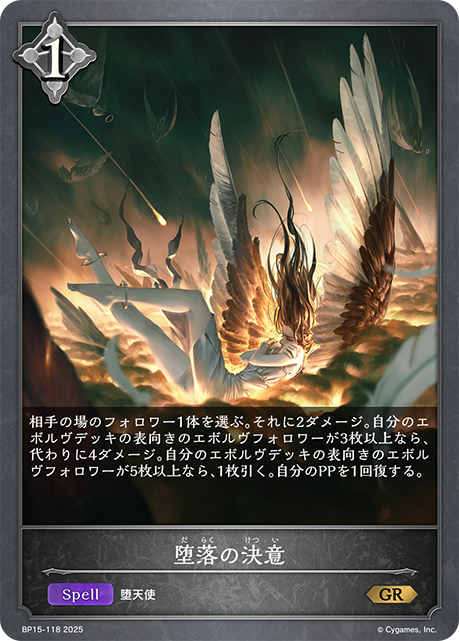 1
相手の場のフォロワー1体を選ぶ。それに2ダメージ。自分のエ
ボルヴデッキの表向きのエボルヴフォロワーが3枚以上なら、
代わりに4ダメージ。自分のエボルヴデッキの表向きのエボル
ヴフォロワーが5枚以上なら、1枚引く。自分のPPを1回復する。
だらく けつい
堕落の決意
Spell 堕天使 GR
BP15-118 2025 © Cygames, Inc.